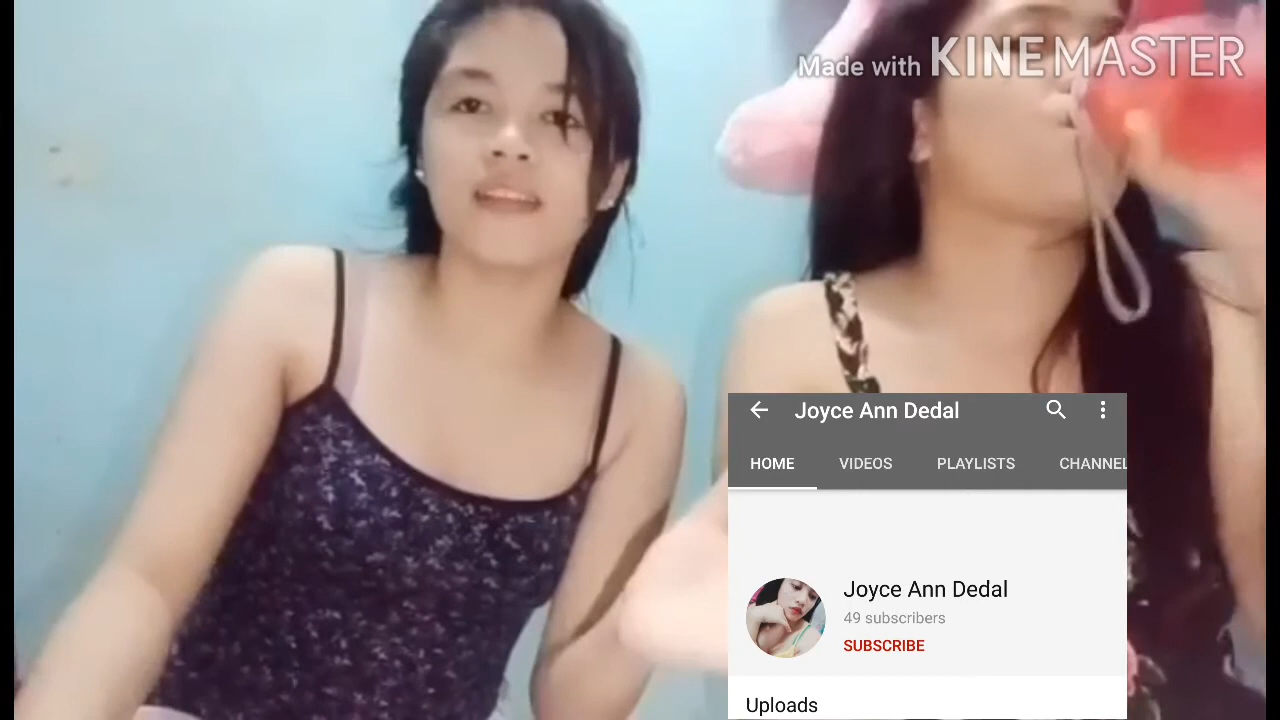 Made with KINEMASTER
Joyce Ann Dedal
HOME VIDEOS PLAYLISTS CHANNEL
Joyce Ann Dedal
49 subscribers
SUBSCRIBE
Uploads